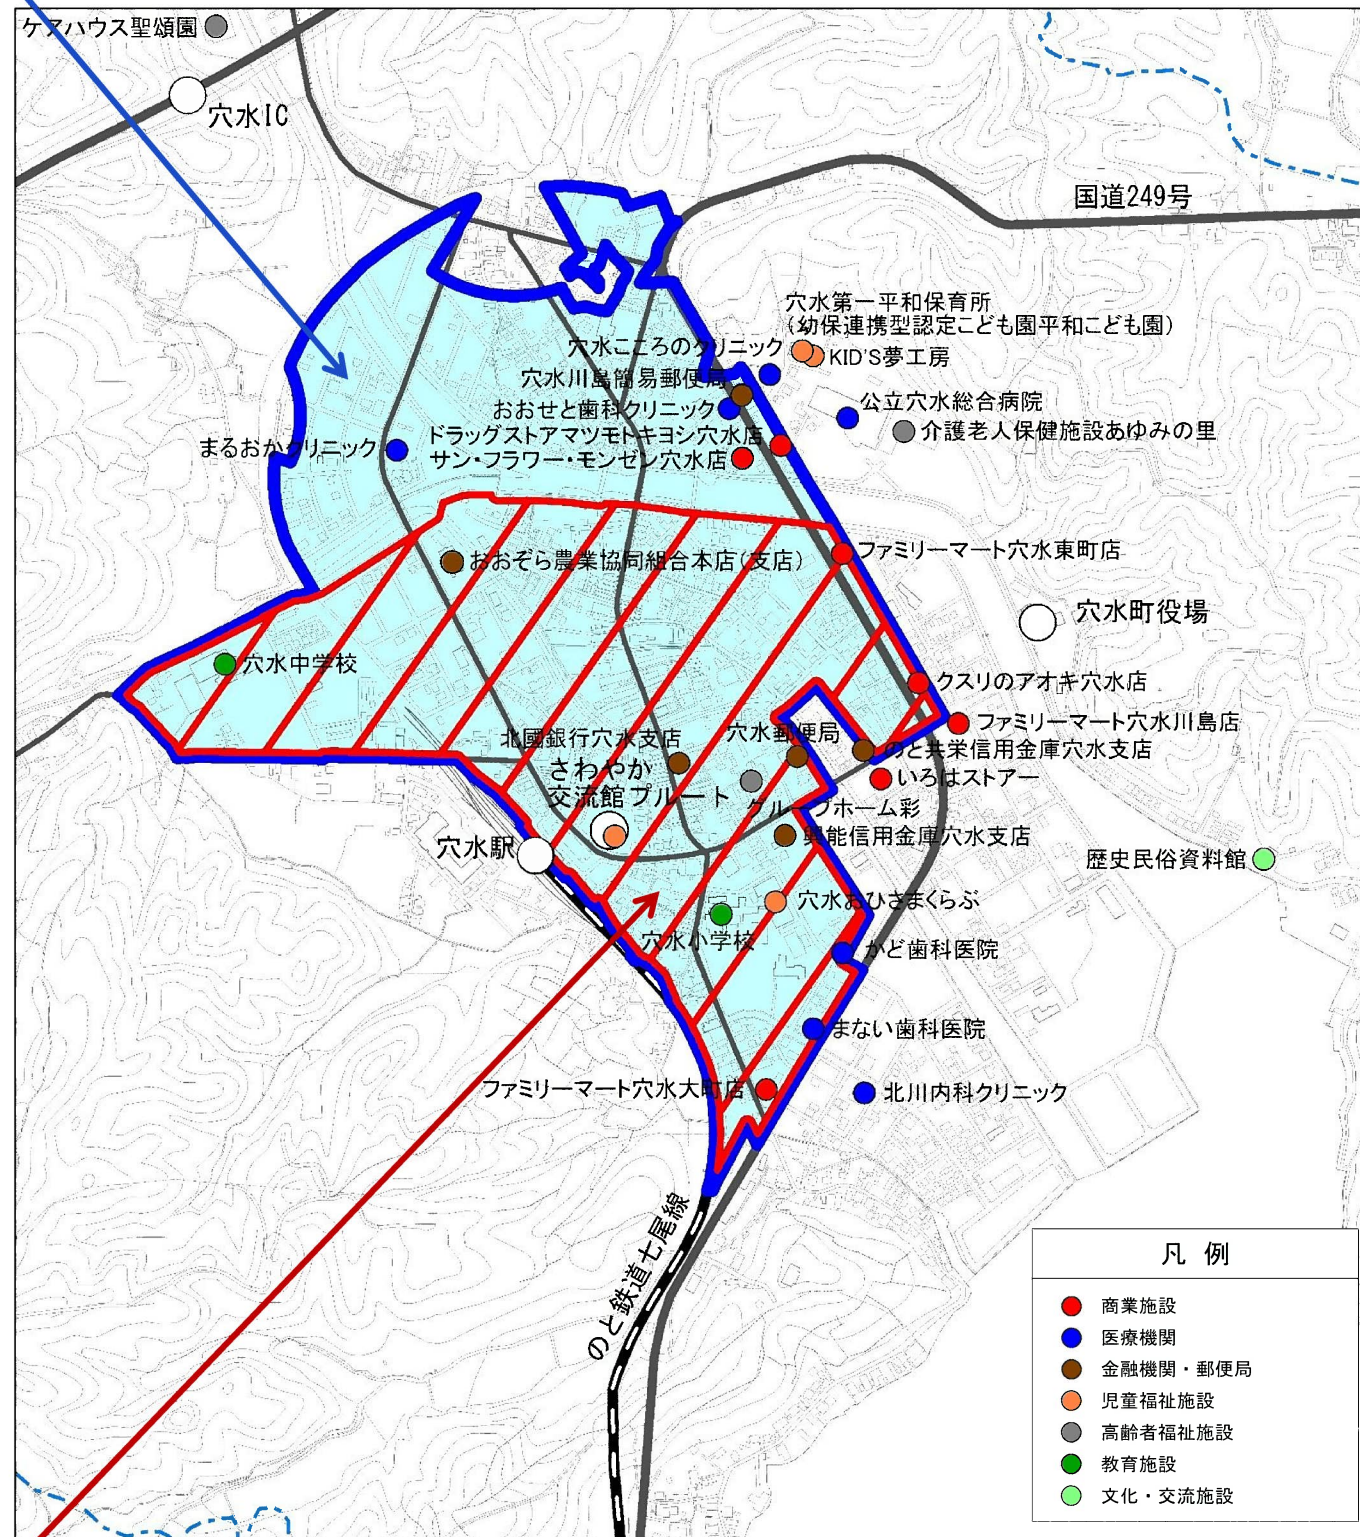 ケアハウス聖頌園
穴水IC
国道249号
穴水第一平和保育所
(幼保連携型認定こども園平和こども園)
穴水こころのクリニック
KID'S夢工房
穴水川島簡易郵便局
おおせと歯科クリニック
公立穴水総合病院
介護老人保健施設あゆみの里
ドラッグストアマツモトキヨシ穴水店
まるおかクリニック
サン・フラワー・モンゼン穴水店
ファミリーマート穴水東町店
おおぞら農業協同組合本店(支店)
穴水町役場
穴水中学校
クスリのアオキ穴水店
ファミリーマート穴水川島店
穴水郵便局
北國銀行穴水支店
のと共栄信用金庫穴水支店
さわやか
交流館プルート
いろはストアー
グループホーム彩
興能信用金庫穴水支店
穴水駅
歴史民俗資料館
穴水おひさまくらぶ
穴水小学校
かど歯科医院
まない歯科医院
ファミリーマート穴水大町店
北川内科クリニック
のと鉄道七尾線
凡 例
商業施設
医療機関
金融機関・郵便局
児童福祉施設
高齢者福祉施設
教育施設
文化・交流施設